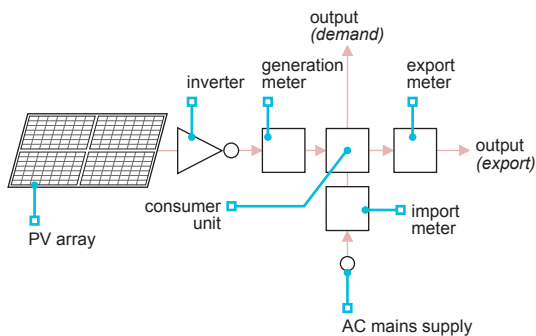 output
(demand)
inverter
generation
meter
export
meter
output
(export)
consumer
unit
import
meter
PV array
AC mains supply